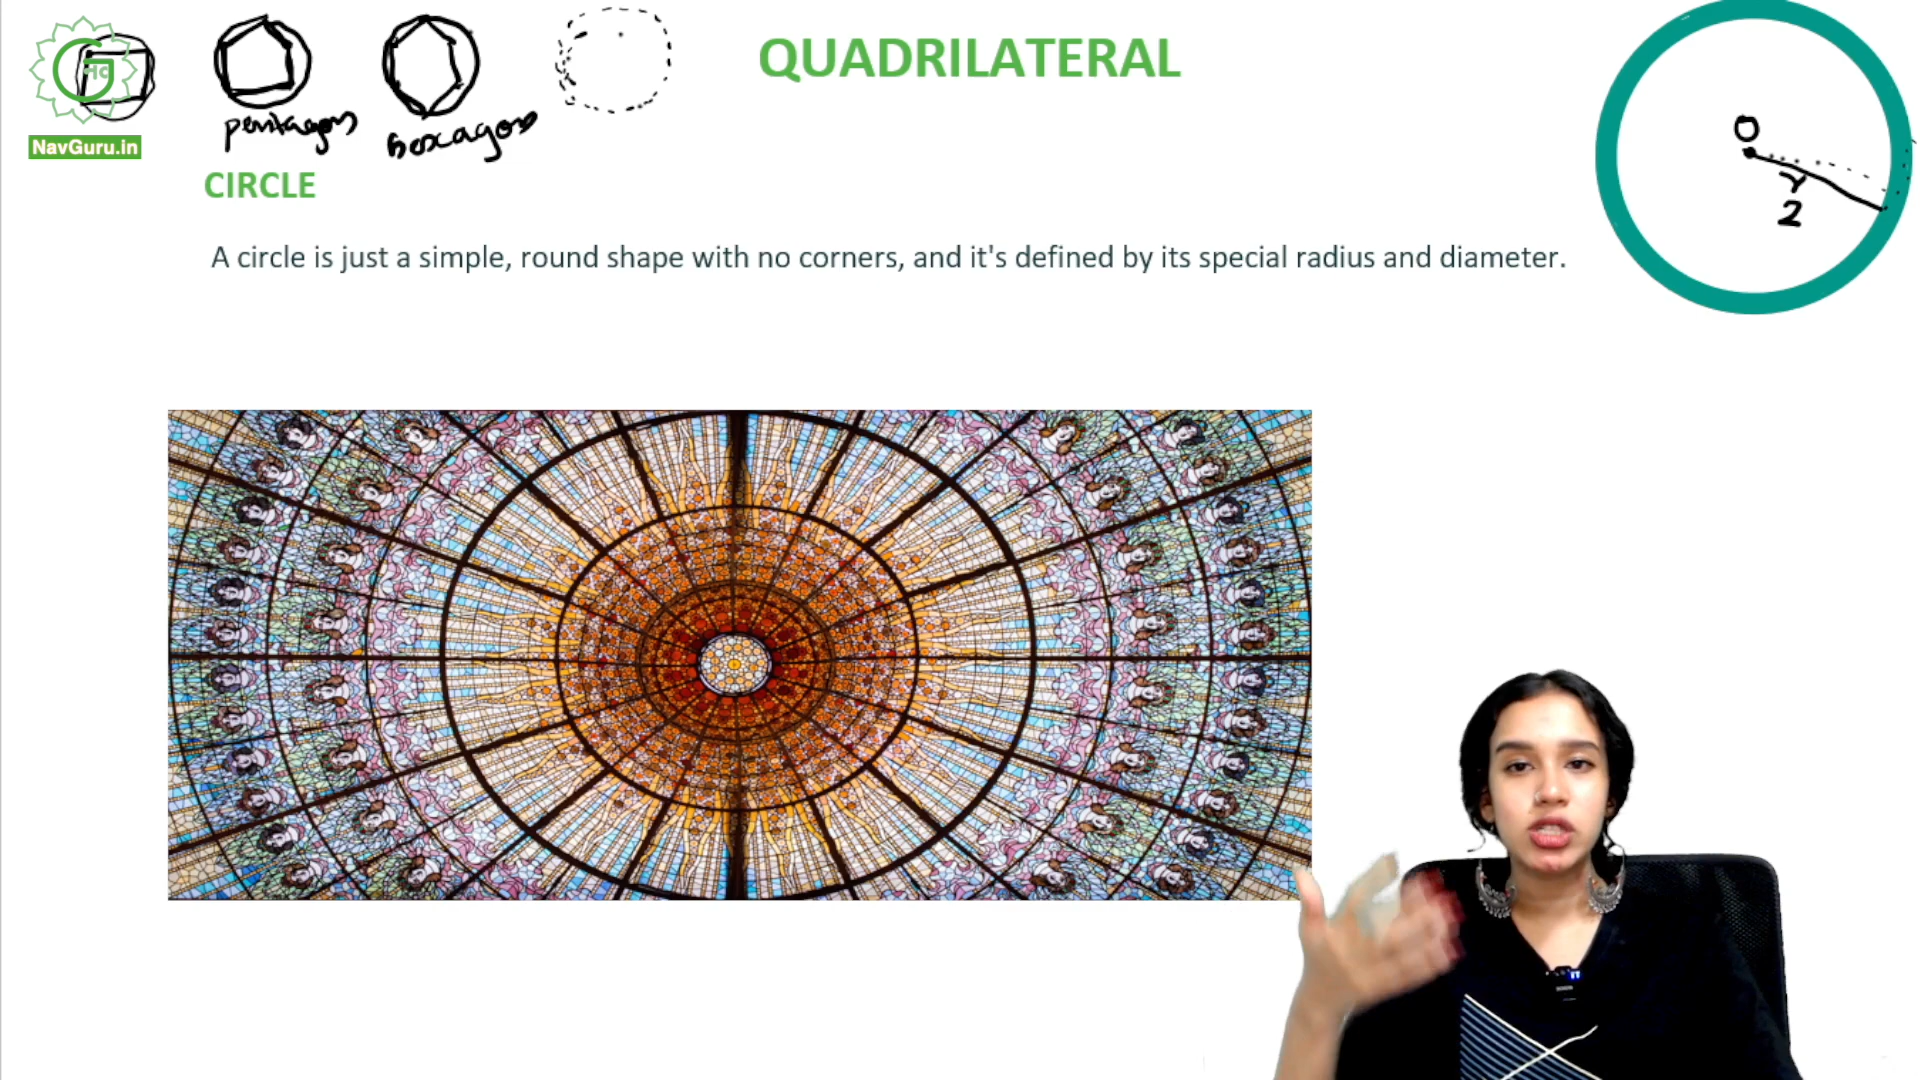 QUADRILATERAL
pentagon
hexagon
NavGuru.in
O
r
2
CIRCLE
A circle is just a simple, round shape with no corners, and it's defined by its special radius and diameter.